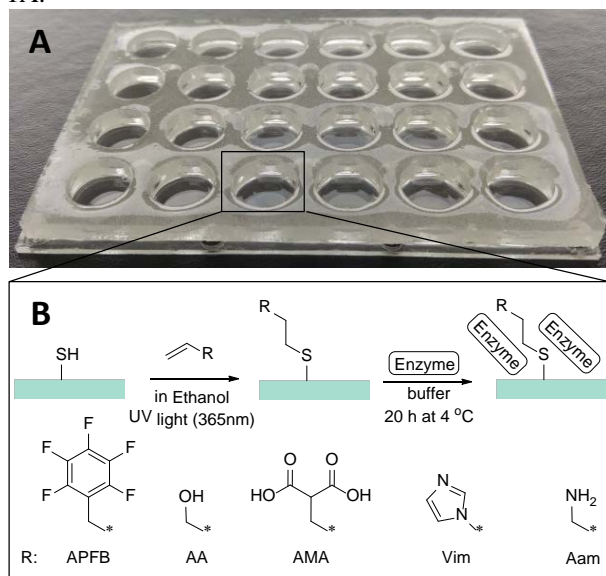 A
B
SH
R
R
S
Enzyme
R
S
Enzyme
Enzyme
in Ethanol
UV light (365nm)
buffer
20 h at 4 °C
F
F
F
F
F
*
OH
*
O
O
HO
OH
*
N
N
*
NH2
*
R: APFB AA AMA Vim Aam